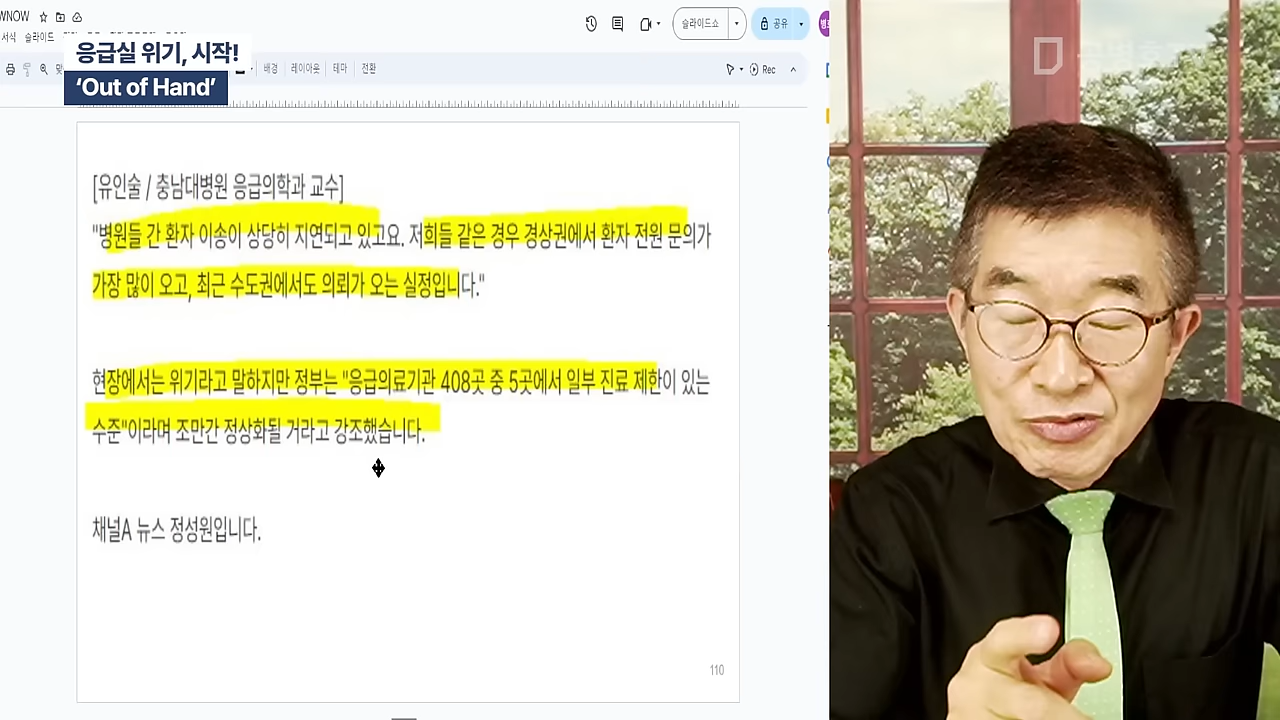 WNOW
서식 슬라이드
슬라이드쇼
공유
응급실 위기, 시작!
'Out of Hand'
배경 레이아웃 테마 전환
Rec
[유인술 / 충남대병원 응급의학과 교수]
"병원들 간 환자 이송이 상당히 지연되고 있고요. 저희들 같은 경우 경상권에서 환자 전원 문의가
가장 많이 오고, 최근 수도권에서도 의뢰가 오는 실정입니다."
현장에서는 위기라고 말하지만 정부는 "응급의료기관 408곳 중 5곳에서 일부 진료 제한이 있는
수준"이라며 조만간 정상화될 거라고 강조했습니다.
채널A 뉴스 정성원입니다.
110